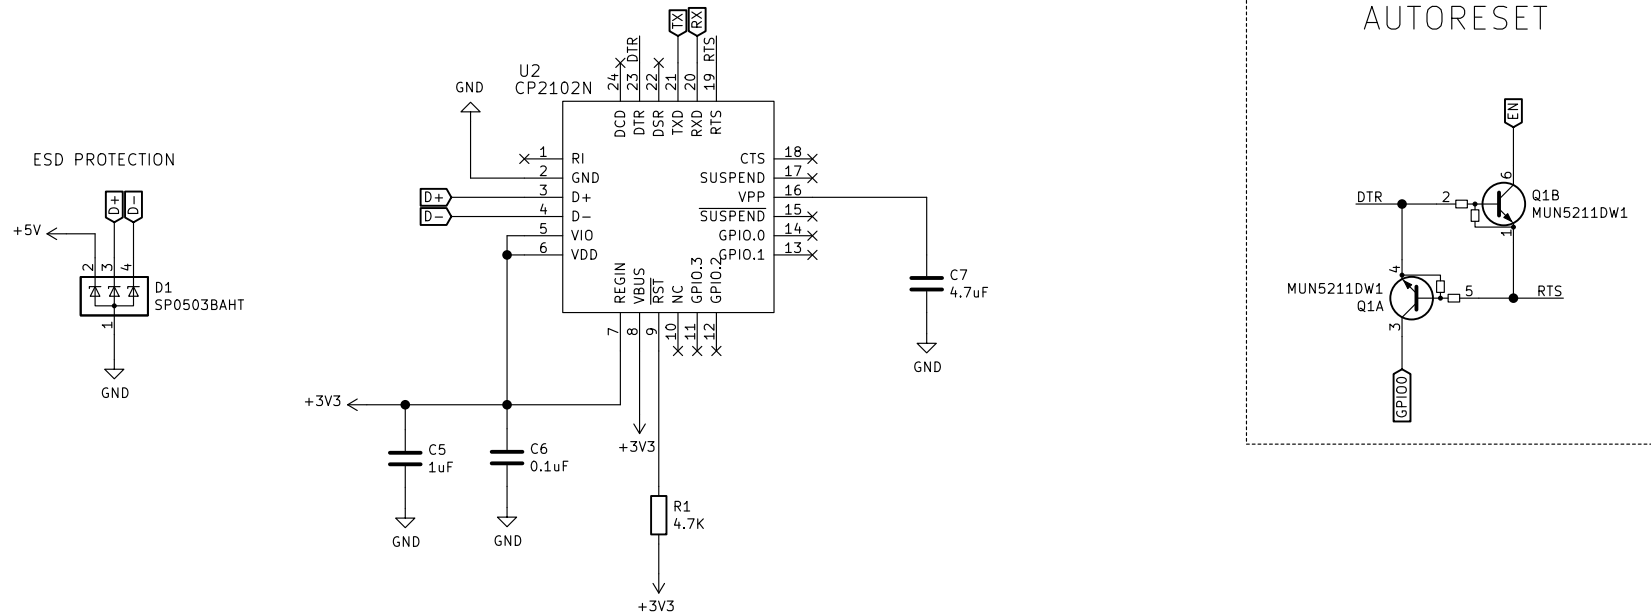 AUTORESET
ESD PROTECTION
D+
D-
+5V
2
3
4
D1
SP0503BAHT
1
GND
U2
CP2102N
GND
TX
RX
DTR
RTS
24
23
22
21
20
19
DCD
DTR
DSR
TXD
RXD
RTS
1 RI
2 GND
D+ 3 D+
D- 4 D-
5 VIO
6 VDD
CTS 18
SUSPEND 17
VPP 16
SUSPEND 15
GPIO.0 14
GPIO.1 13
REGIN
VBUS
RST
NC
GPIO.3
GPIO.2
7
8
9
10
11
12
C7
4.7uF
GND
+3V3
C5
1uF
GND
C6
0.1uF
GND
+3V3
R1
4.7K
+3V3
EN
6
DTR
2
Q1B
MUN5211DW1
1
4
MUN5211DW1
Q1A
5
RTS
3
GPIO0